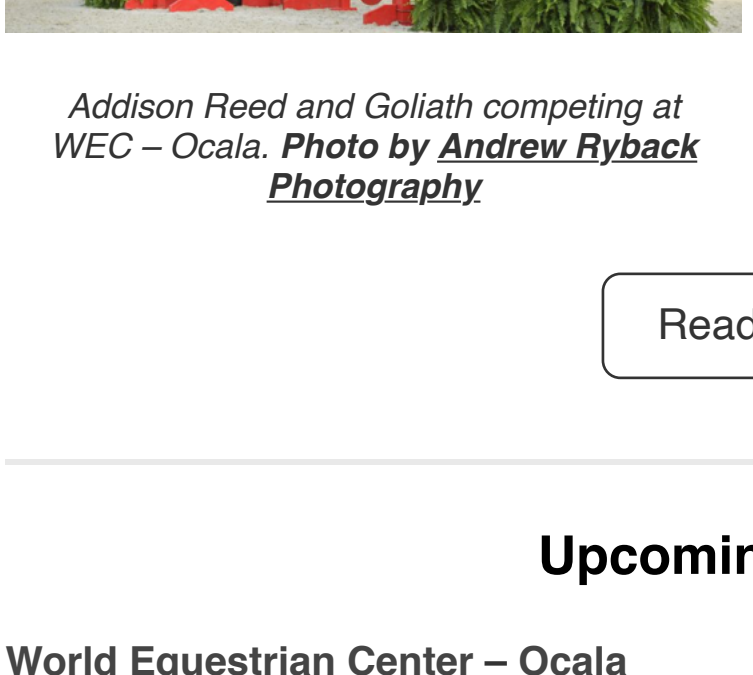 Addison Reed and Goliath competing at
WEC – Ocala. Photo by Andrew Ryback
Photography
Read
Upcomin
World Equestrian Center – Ocala